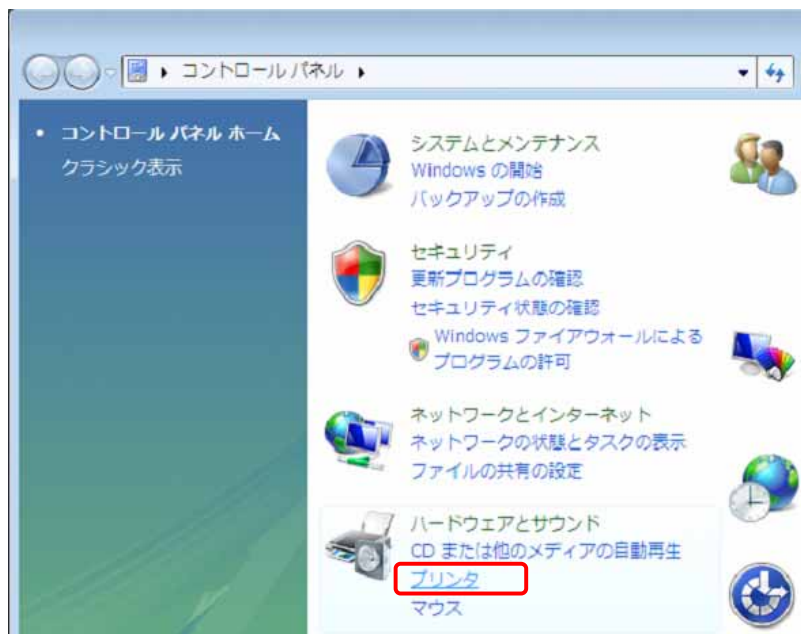 コントロール パネル
コントロール パネル ホーム
クラシック表示
システムとメンテナンス
Windows の開始
バックアップの作成
セキュリティ
更新プログラムの確認
セキュリティ状態の確認
Windows ファイアウォールによる
プログラムの許可
ネットワークとインターネット
ネットワークの状態とタスクの表示
ファイルの共有の設定
ハードウェアとサウンド
CD または他のメディアの自動再生
プリンタ
マウス